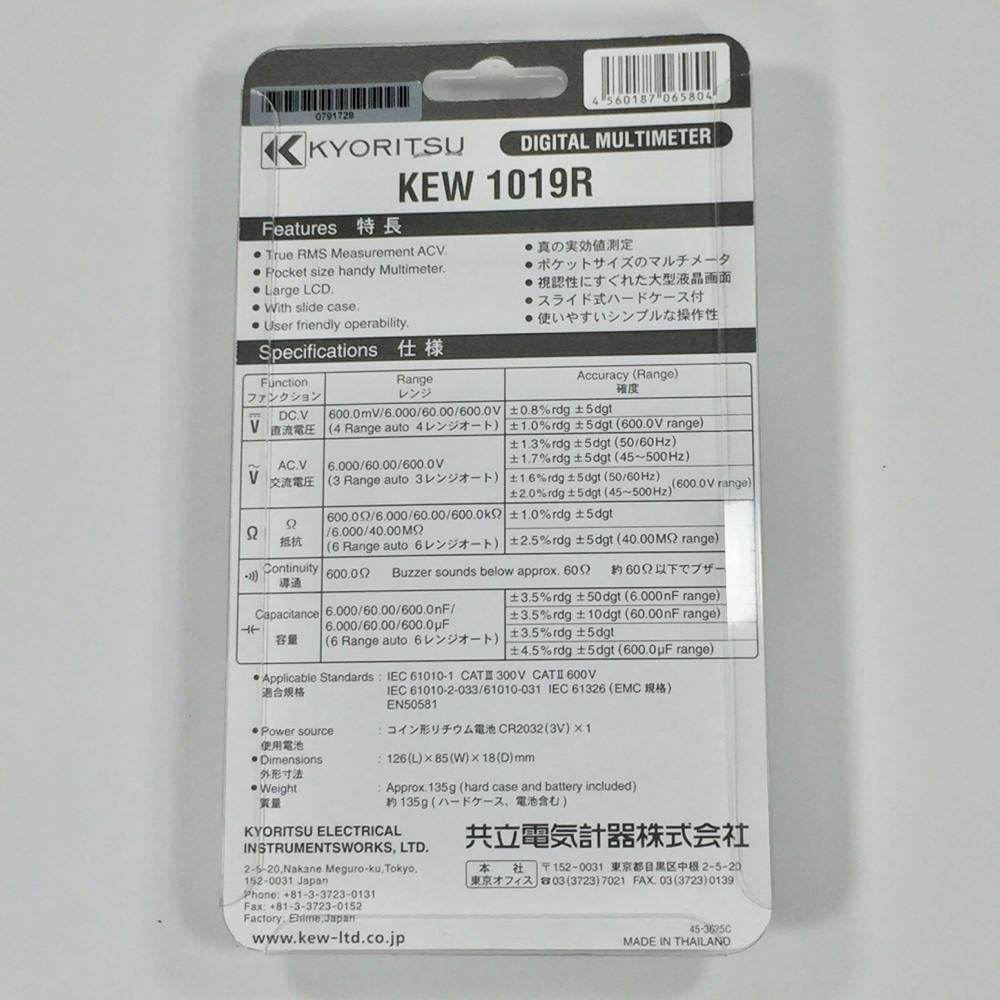 0791729
4 560187 065804
KYORITSU
DIGITAL MULTIMETER
KEW 1019R
Features 特長
• True RMS Measurement ACV.
• Pocket size handy Multimeter.
• Large LCD.
• With slide case.
• User friendly operability.
• 真の実効値測定
• ポケットサイズのマルチメータ
• 視認性にすぐれた大型液晶画面
• スライド式ハードケース付
• 使いやすいシンプルな操作性
Specifications 仕様
Function Range Accuracy (Range)
ファンクション レンジ 確度
DC.V 600.0mV/6.000/60.00/600.0V ±0.8%rdg ±5dgt
V 直流電圧 (4 Range auto 4レンジオート) ±1.0%rdg ±5dgt (600.0V range)
±1.3%rdg ±5dgt (50/60Hz)
±1.7%rdg ±5dgt (45～500Hz)
AC.V 6.000/60.00/600.0V
V 交流電圧 (3 Range auto 3レンジオート)
±1.6%rdg ±5dgt (50/60Hz)
±2.0%rdg ±5dgt (45～500Hz) (600.0V range)
Ω Ω 600.0Ω/6.000/60.00/600.0kΩ ±1.0%rdg ±5dgt
抵抗 /6.000/40.00MΩ
(6 Range auto 6レンジオート) ±2.5%rdg ±5dgt (40.00MΩ range)
Continuity 600.0Ω Buzzer sounds below approx. 60Ω 約60Ω以下でブザー
導通
Capacitance 6.000/60.00/600.0nF/ ±3.5%rdg ±50dgt (6.000nF range)
6.000/60.00/600.0μF ±3.5%rdg ±10dgt (60.00nF range)
容量 (6 Range auto 6レンジオート) ±3.5%rdg ±5dgt
±4.5%rdg ±5dgt (600.0μF range)
• Applicable Standards : IEC 61010-1 CATⅢ 300V CATⅡ 600V
適合規格 IEC 61010-2-033/61010-031 IEC 61326 (EMC 規格)
EN50581
• Power source : コイン形リチウム電池 CR2032(3V)×1
使用電池
• Dimensions : 126(L)×85(W)×18(D)mm
外形寸法
• Weight : Approx.135g (hard case and battery included)
質量 約135g (ハードケース、電池含む)
KYORITSU ELECTRICAL
INSTRUMENTSWORKS, LTD.
2-5-20,Nakane Meguro-ku,Tokyo,
152-0031 Japan
Phone: +81-3-3723-0131
Fax: +81-3-3723-0152
Factory: Ehime,Japan
www.kew-ltd.co.jp
共立電気計器株式会社
本社 〒152-0031 東京都目黒区中根2-5-20
東京オフィス ☎03(3723)7021 FAX. 03(3723)0139
45-3635C
MADE IN THAILAND